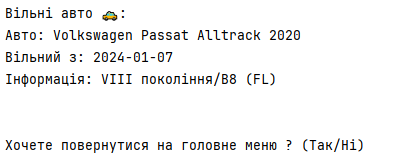 Вільні авто 🚕:
Авто: Volkswagen Passat Alltrack 2020
Вільний з: 2024-01-07
Інформація: VIII покоління/B8 (FL)
Хочете повернутися на головне меню ? (Так/Ні)